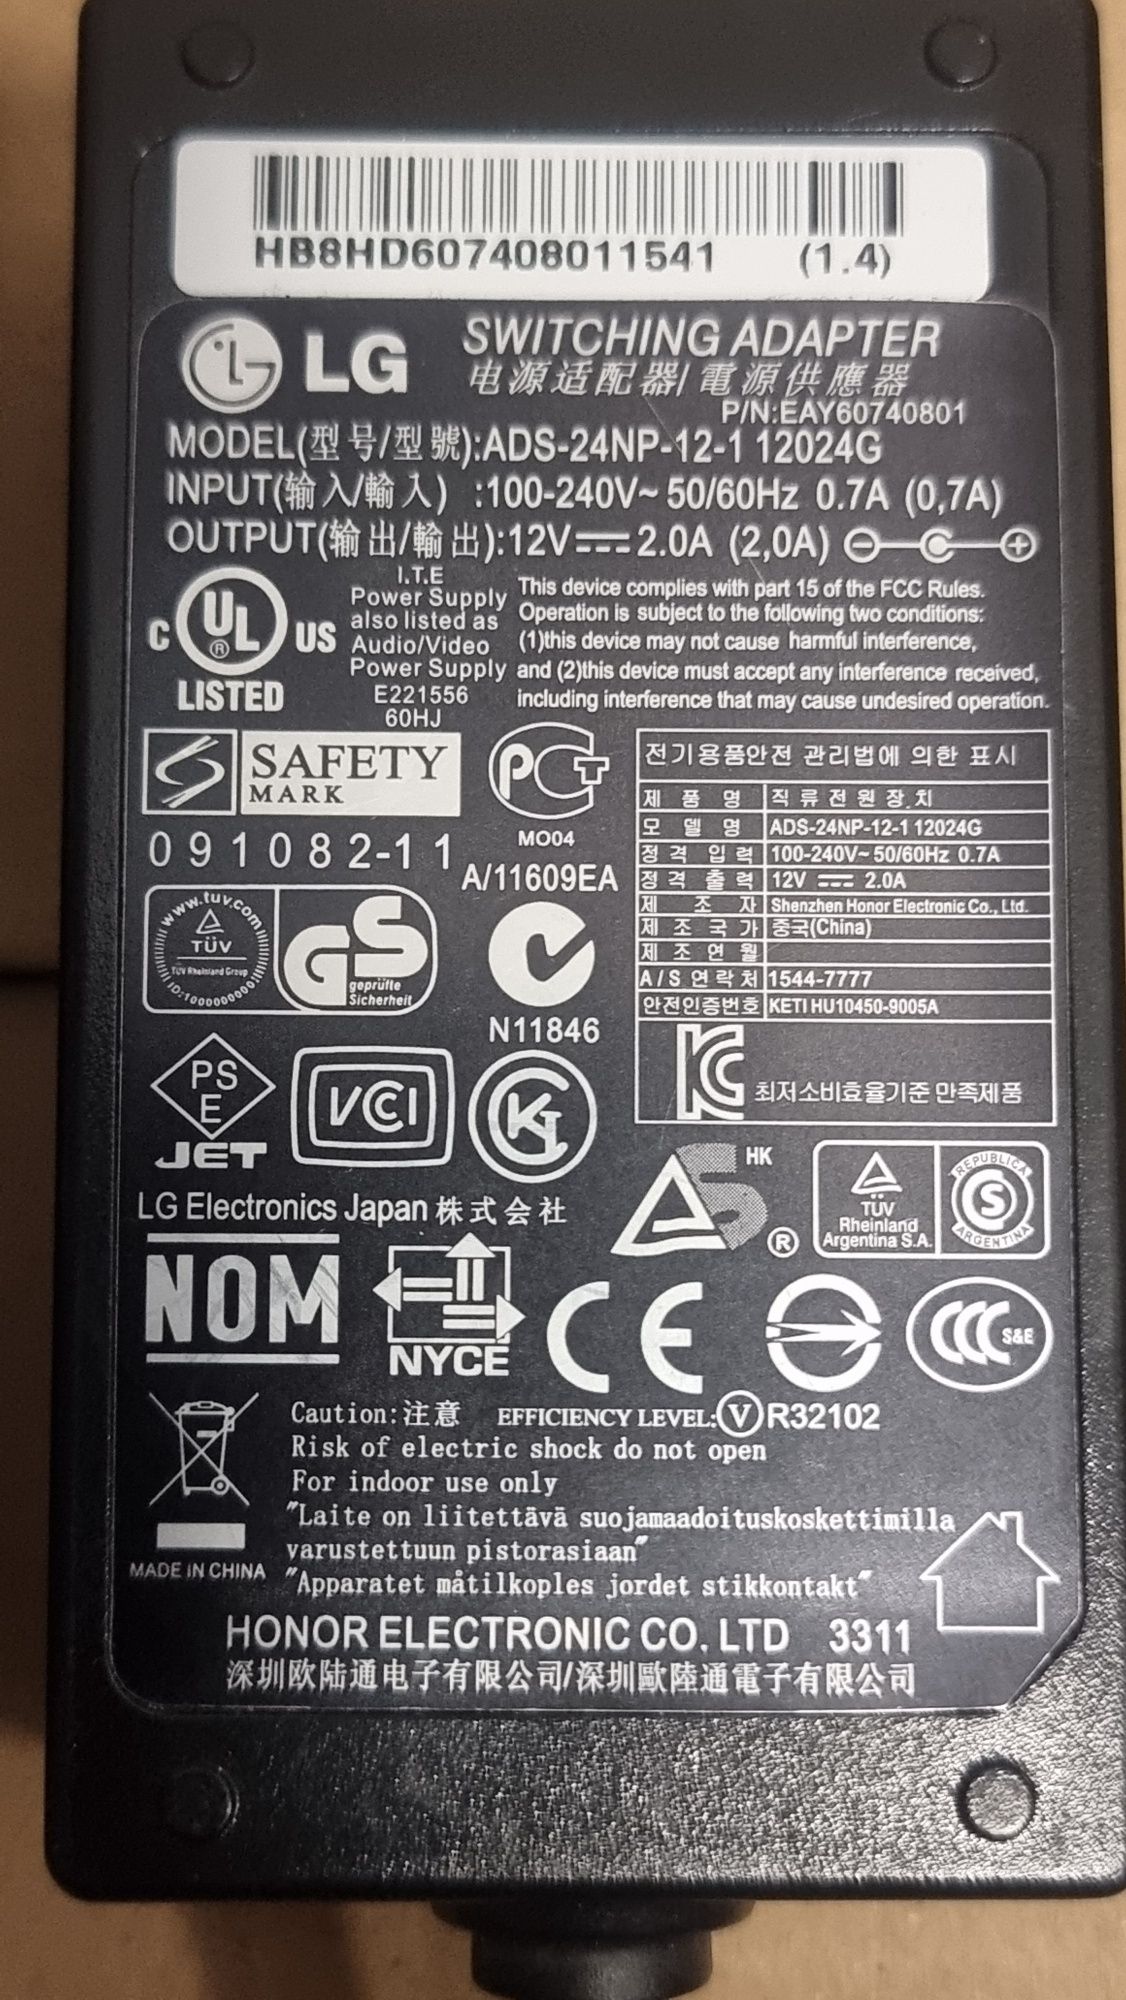 HB8HD607408011541 (1.4)
LG SWITCHING ADAPTER
电源适配器/電源供應器
P/N:EAY60740801
MODEL(型号/型號):ADS-24NP-12-1 12024G
INPUT(输入/輸入) :100-240V~ 50/60Hz 0.7A (0,7A)
OUTPUT(输出/輸出):12V⎓2.0A (2,0A)
C UL ® US
LISTED
I.T.E
Power Supply
also listed as
Audio/Video
Power Supply
E221556
60HJ
This device complies with part 15 of the FCC Rules.
Operation is subject to the following two conditions:
(1)this device may not cause harmful interference,
and (2)this device must accept any interference received,
including interference that may cause undesired operation.
SAFETY
MARK
091082-11
PCT
MO04
A/11609EA
www.tuv.com
TÜV
TÜV Rheinland Group
ID:1000000000
GS
geprüfte
Sicherheit
N11846
전기용품안전 관리법에 의한 표시
제 품 명 직류전원장치
모 델 명 ADS-24NP-12-1 12024G
정격 입력 100-240V~ 50/60Hz 0.7A
정격 출력 12V ⎓ 2.0A
제 조 자 Shenzhen Honor Electronic Co., Ltd.
제조국가 중국(China)
제조연월
A/S연락처 1544-7777
안전인증번호 KETI HU10450-9005A
KC 최저소비효율기준 만족제품
PS
E
JET
VCI
LG Electronics Japan 株式会社
S HK
®
TÜV
Rheinland
Argentina S.A.
REPUBLICA
S
ARGENTINA
NOM
NYCE
CE
CCC S&E
Caution:注意 EFFICIENCY LEVEL:V R32102
Risk of electric shock do not open
For indoor use only
"Laite on liitettävä suojamaadoituskoskettimilla
varustettuun pistorasiaan"
MADE IN CHINA
"Apparatet måtilkoples jordet stikkontakt"
HONOR ELECTRONIC CO. LTD 3311
深圳欧陆通电子有限公司/深圳歐陸通電子有限公司